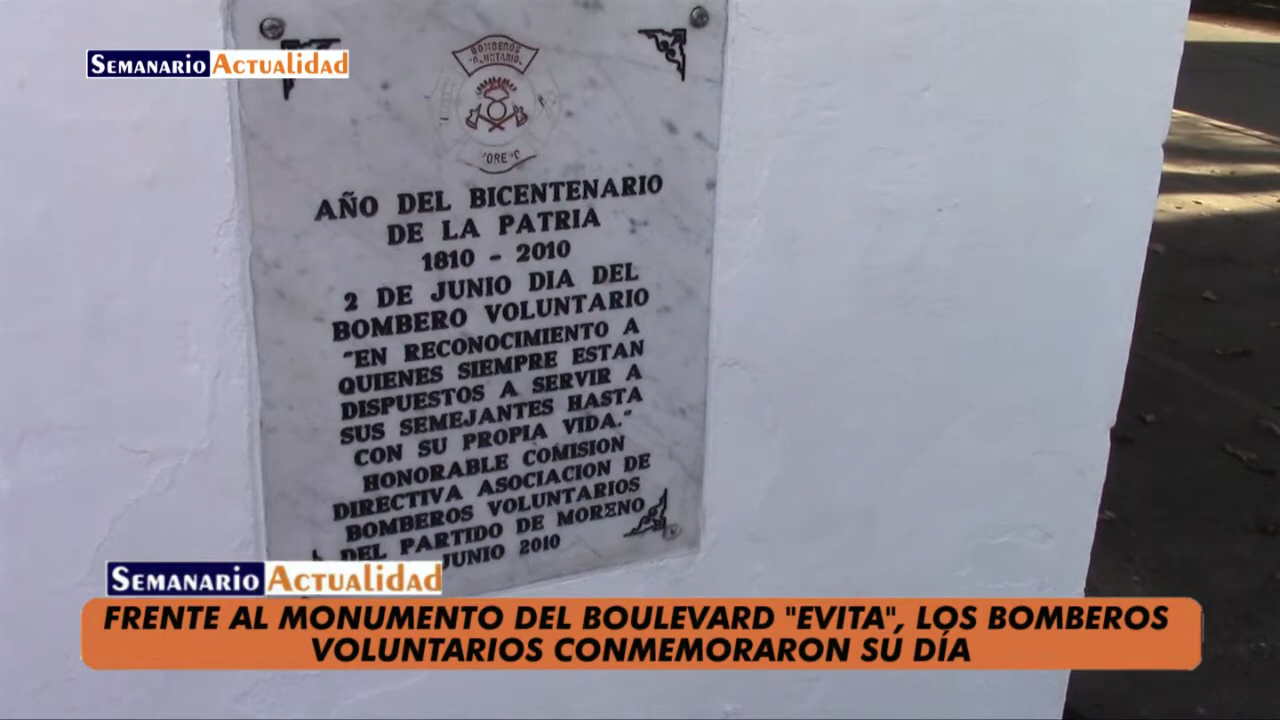 SEMANARIO ACTUALIDAD
BOMBEROS
AÑO DEL BICENTENARIO
DE LA PATRIA
1810 - 2010
2 DE JUNIO DIA DEL
BOMBERO VOLUNTARIO
"EN RECONOCIMIENTO A
QUIENES SIEMPRE ESTAN
DISPUESTOS A SERVIR A
SUS SEMEJANTES HASTA
CON SU PROPIA VIDA."
HONORABLE COMISION
DIRECTIVA ASOCIACION DE
BOMBEROS VOLUNTARIOS
DEL PARTIDO DE MORENO
JUNIO 2010
SEMANARIO ACTUALIDAD
FRENTE AL MONUMENTO DEL BOULEVARD "EVITA", LOS BOMBEROS
VOLUNTARIOS CONMEMORARON SU DÍA